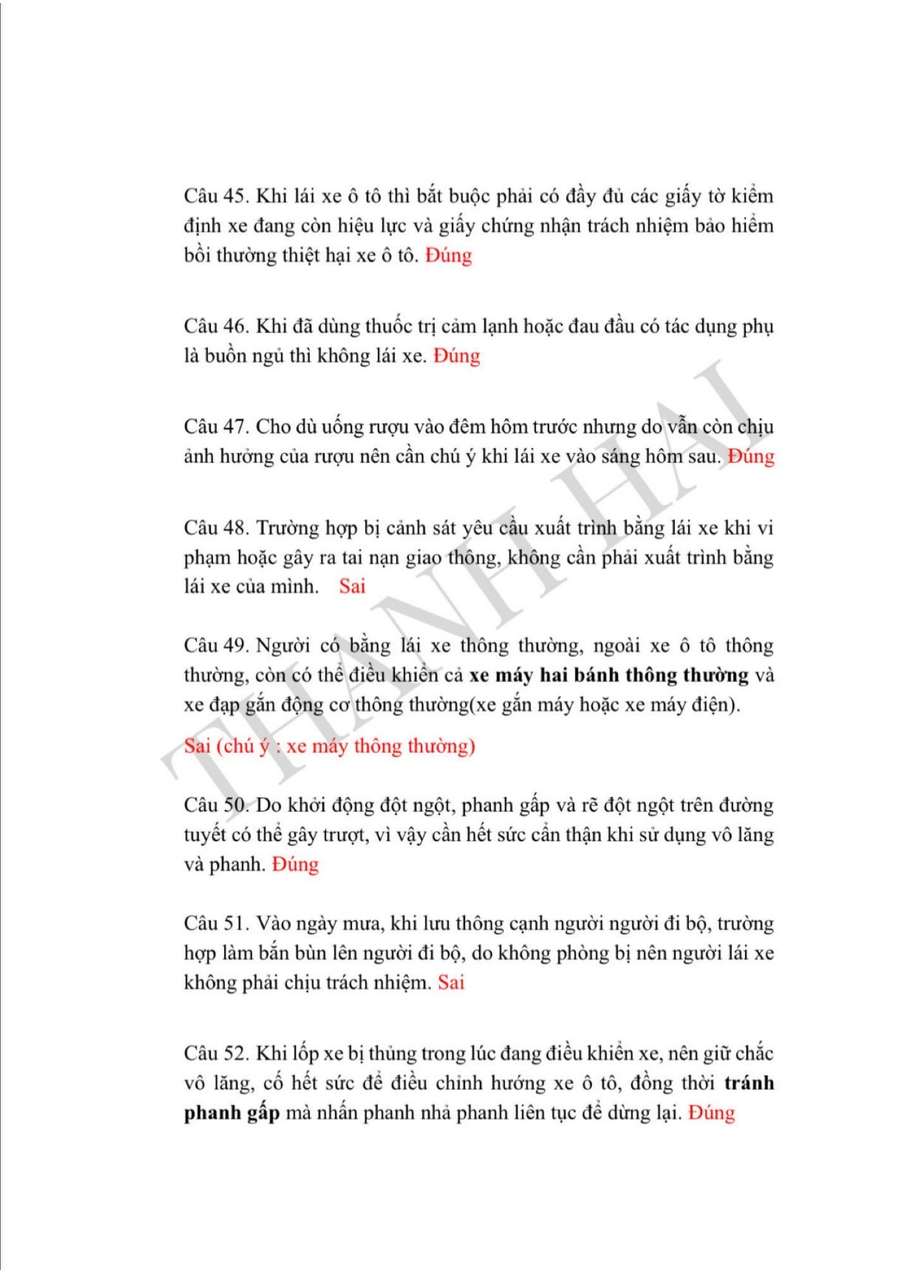 Câu 45. Khi lái xe ô tô thì bắt buộc phải có đầy đủ các giấy tờ kiểm
định xe đang còn hiệu lực và giấy chứng nhận trách nhiệm bảo hiểm
bồi thường thiệt hại xe ô tô. Đúng
Câu 46. Khi đã dùng thuốc trị cảm lạnh hoặc đau đầu có tác dụng phụ
là buồn ngủ thì không lái xe. Đúng
Câu 47. Cho dù uống rượu vào đêm hôm trước nhưng do vẫn còn chịu
ảnh hưởng của rượu nên cần chú ý khi lái xe vào sáng hôm sau. Đúng
Câu 48. Trường hợp bị cảnh sát yêu cầu xuất trình bằng lái xe khi vi
phạm hoặc gây ra tai nạn giao thông, không cần phải xuất trình bằng
lái xe của mình. Sai
Câu 49. Người có bằng lái xe thông thường, ngoài xe ô tô thông
thường, còn có thể điều khiển cả xe máy hai bánh thông thường và
xe đạp gắn động cơ thông thường(xe gắn máy hoặc xe máy điện).
Sai (chú ý : xe máy thông thường)
Câu 50. Do khởi động đột ngột, phanh gấp và rẽ đột ngột trên đường
tuyết có thể gây trượt, vì vậy cần hết sức cẩn thận khi sử dụng vô lăng
và phanh. Đúng
Câu 51. Vào ngày mưa, khi lưu thông cạnh người người đi bộ, trường
hợp làm bắn bùn lên người đi bộ, do không phòng bị nên người lái xe
không phải chịu trách nhiệm. Sai
Câu 52. Khi lốp xe bị thủng trong lúc đang điều khiển xe, nên giữ chắc
vô lăng, cố hết sức để điều chỉnh hướng xe ô tô, đồng thời tránh
phanh gấp mà nhấn phanh nhả phanh liên tục để dừng lại. Đúng
THANH HAI